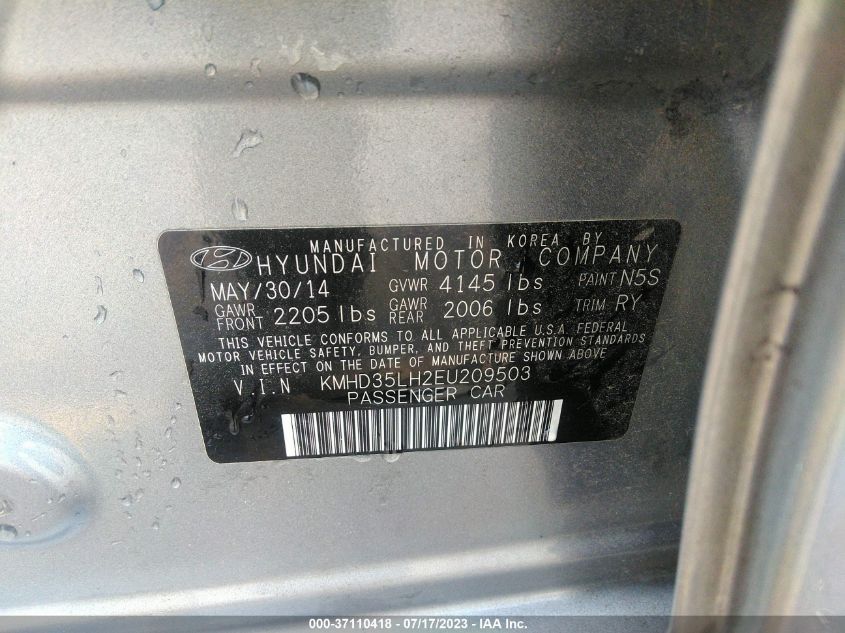 MANUFACTURED IN KOREA BY
HYUNDAI MOTOR COMPANY
MAY/30/14 GVWR 4145 lbs PAINT N5S
GAWR FRONT 2205 lbs GAWR REAR 2006 lbs TRIM RY
THIS VEHICLE CONFORMS TO ALL APPLICABLE U.S.A. FEDERAL
MOTOR VEHICLE SAFETY, BUMPER, AND THEFT PREVENTION STANDARDS
IN EFFECT ON THE DATE OF MANUFACTURE SHOWN ABOVE.
V.I.N KMHD35LH2EU209503
PASSENGER CAR
000-37110418 - 07/17/2023 - IAA Inc.